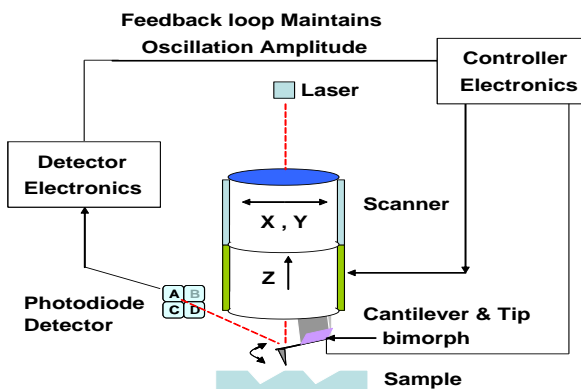 Feedback loop Maintains
Oscillation Amplitude
Controller
Electronics
Laser
Detector
Electronics
X , Y
Scanner
Z
A B
C D
Photodiode
Detector
Cantilever & Tip
bimorph
Sample